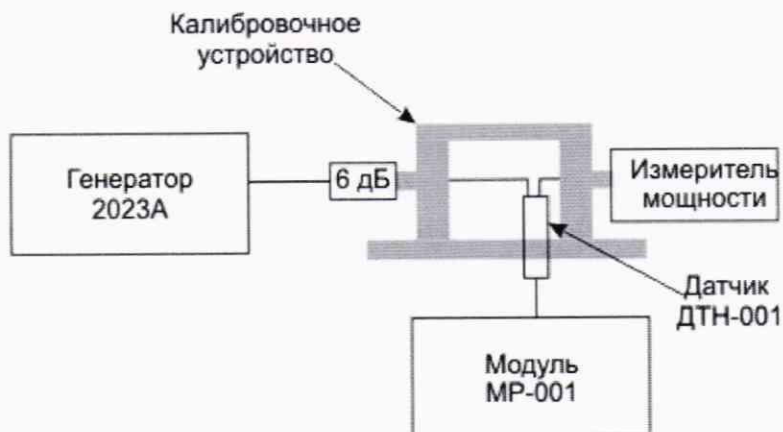 Калибровочное
устройство
Генератор
2023А
6 дБ
Измеритель
мощности
Датчик
ДТН-001
Модуль
МР-001